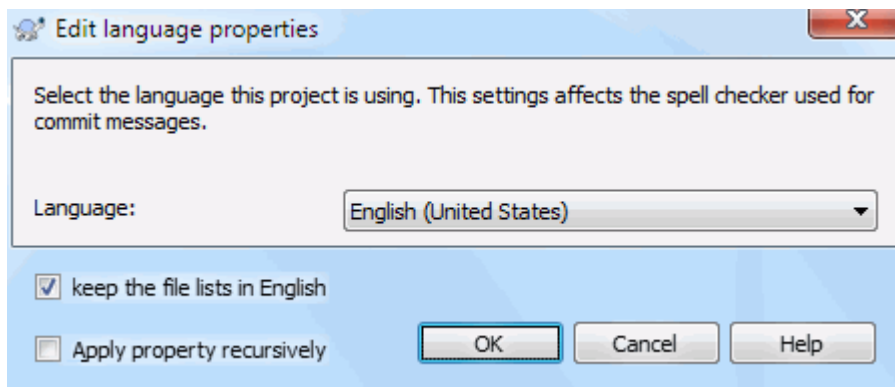 Edit language properties
Select the language this project is using. This settings affects the spell checker used for
commit messages.
Language: English (United States)
keep the file lists in English
Apply property recursively OK Cancel Help